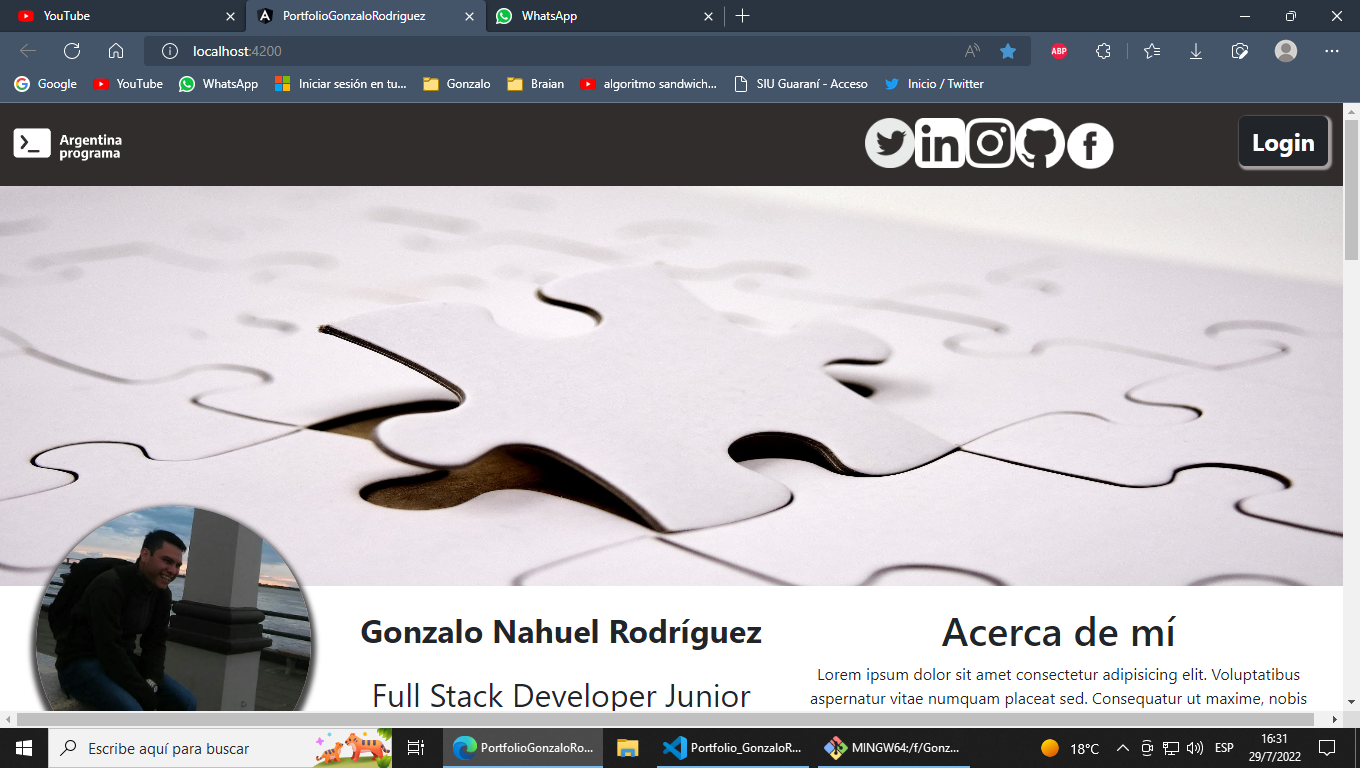 YouTube
PortfolioGonzaloRodriguez
WhatsApp
localhost:4200
ABP
Google
YouTube
WhatsApp
Iniciar sesión en tu...
Gonzalo
Braian
algoritmo sandwich...
SIU Guaraní - Acceso
Inicio / Twitter
Argentina
programa
Login
Gonzalo Nahuel Rodríguez
Full Stack Developer Junior
Acerca de mí
Lorem ipsum dolor sit amet consectetur adipisicing elit. Voluptatibus
aspernatur vitae numquam placeat sed. Consequatur ut maxime, nobis
Escribe aquí para buscar
PortfolioGonzaloRo...
Portfolio_GonzaloR...
MINGW64:/f/Gonz...
18°C
ESP
16:31
29/7/2022